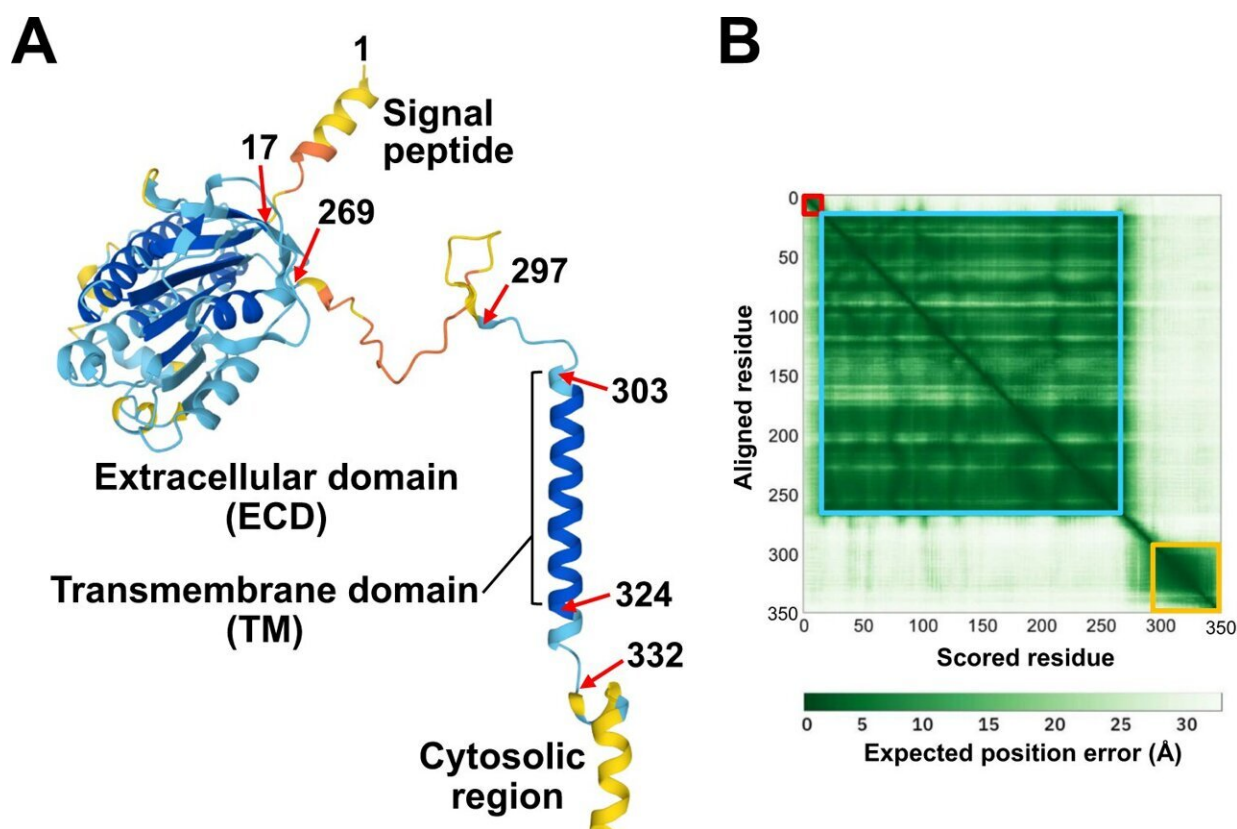 A
1
Signal
peptide
17
269
297
303
Extracellular domain
(ECD)
Transmembrane domain
(TM)
324
332
Cytosolic
region
B
0
50
100
150
200
250
300
350
Aligned residue
0 50 100 150 200 250 300 350
Scored residue
0 5 10 15 20 25 30
Expected position error (Å)